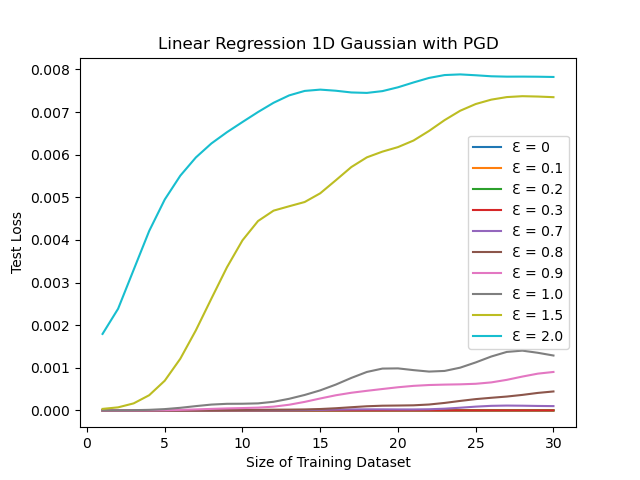 Linear Regression 1D Gaussian with PGD
0.008
0.007
0.006
0.005
0.004
0.003
0.002
0.001
0.000
Test Loss
ℇ = 0
ℇ = 0.1
ℇ = 0.2
ℇ = 0.3
ℇ = 0.7
ℇ = 0.8
ℇ = 0.9
ℇ = 1.0
ℇ = 1.5
ℇ = 2.0
0 5 10 15 20 25 30
Size of Training Dataset